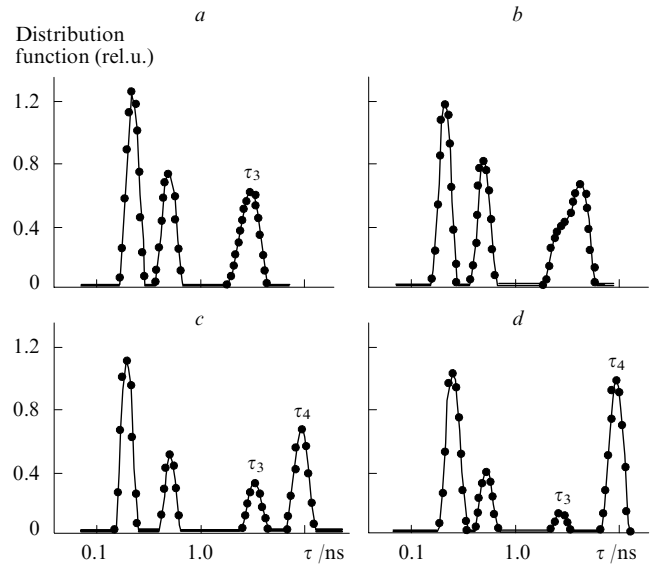 a b
Distribution
function (rel.u.)
1.2
0.8
0.4
0
τ3
c d
1.2
0.8
0.4
0
τ3
τ4
τ3
τ4
0.1 1.0 τ /ns 0.1 1.0 τ /ns